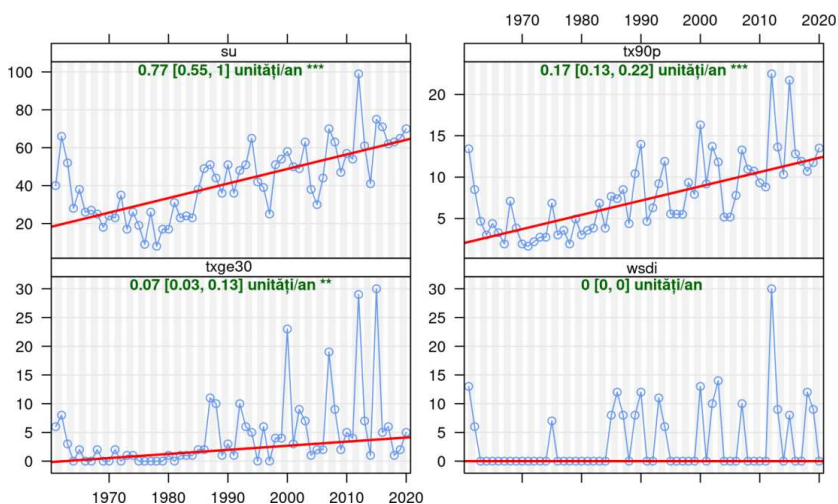 1970 1980 1990 2000 2010 2020
su
tx90p
0.77 [0.55, 1] unități/an ***
0.17 [0.13, 0.22] unități/an ***
100
80
60
40
20
20
15
10
5
txge30
wsdi
0.07 [0.03, 0.13] unități/an **
0 [0, 0] unități/an
30
25
20
15
10
5
0
30
25
20
15
10
5
0
1970 1980 1990 2000 2010 2020